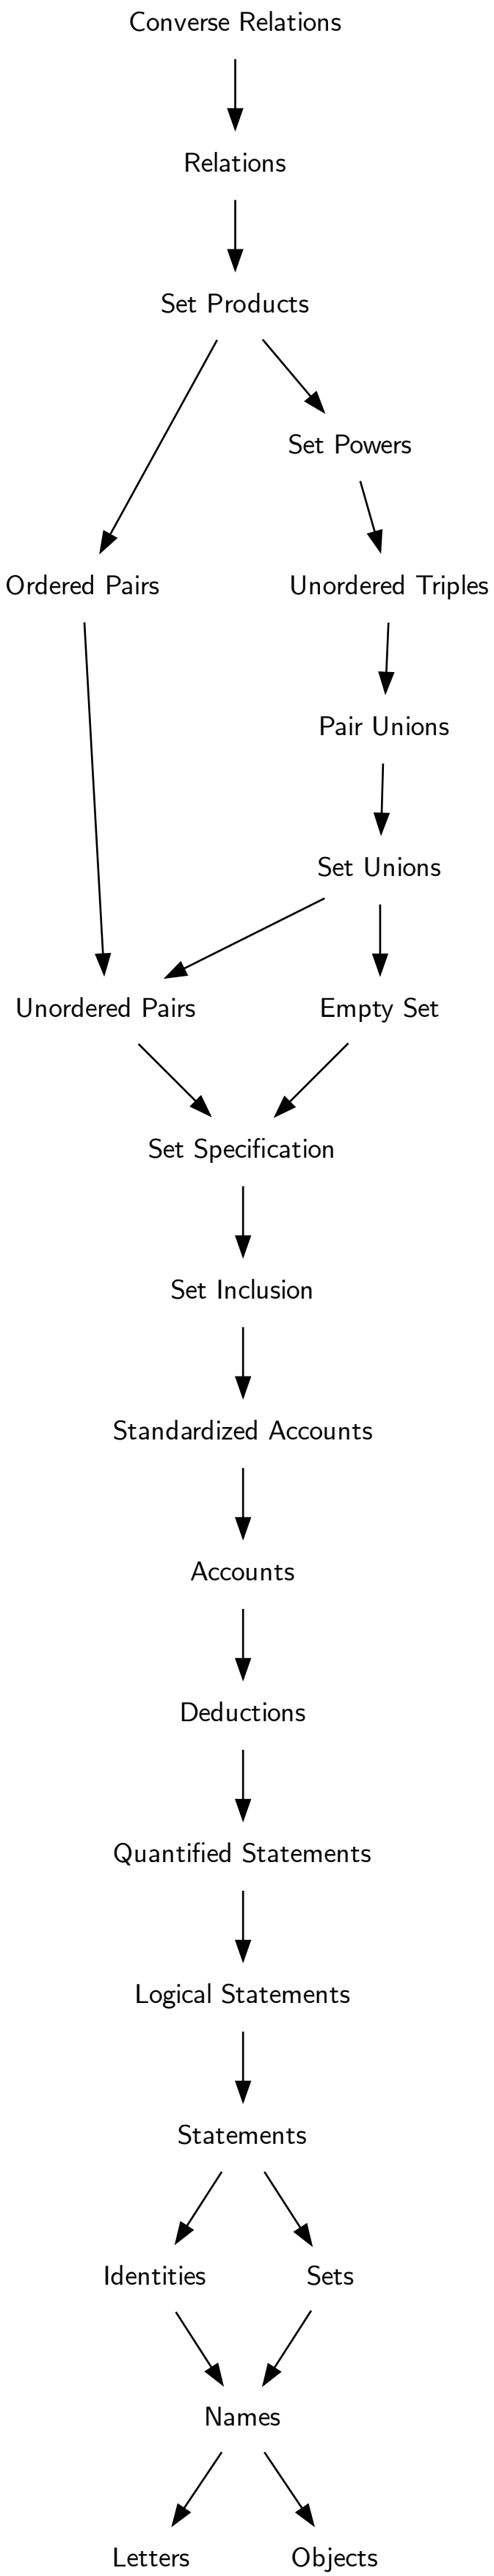 Converse Relations
Relations
Set Products
Set Powers
Ordered Pairs
Unordered Triples
Pair Unions
Set Unions
Unordered Pairs
Empty Set
Set Specification
Set Inclusion
Standardized Accounts
Accounts
Deductions
Quantified Statements
Logical Statements
Statements
Identities
Sets
Names
Letters
Objects